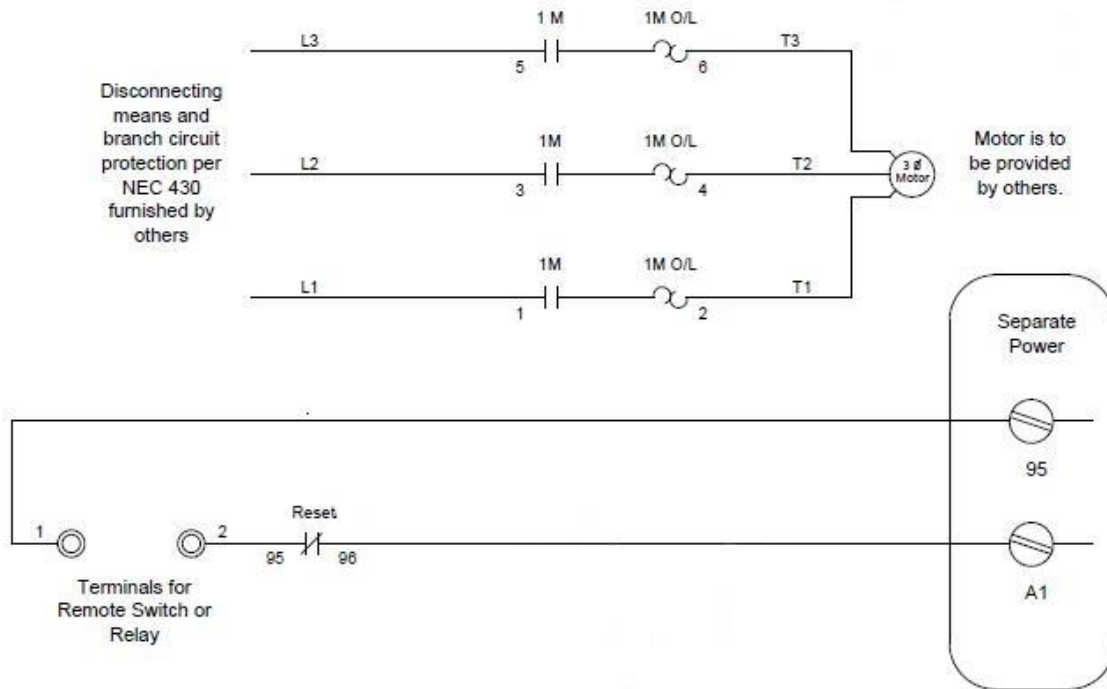 1 M
1M O/L
L3
T3
5
6
Disconnecting
means and
branch circuit
protection per
NEC 430
furnished by
others
1M
1M O/L
L2
T2
3
4
3 Ø
Motor
Motor is to
be provided
by others.
1M
1M O/L
L1
T1
1
2
Separate
Power
95
1
2
Reset
95
96
A1
Terminals for
Remote Switch or
Relay